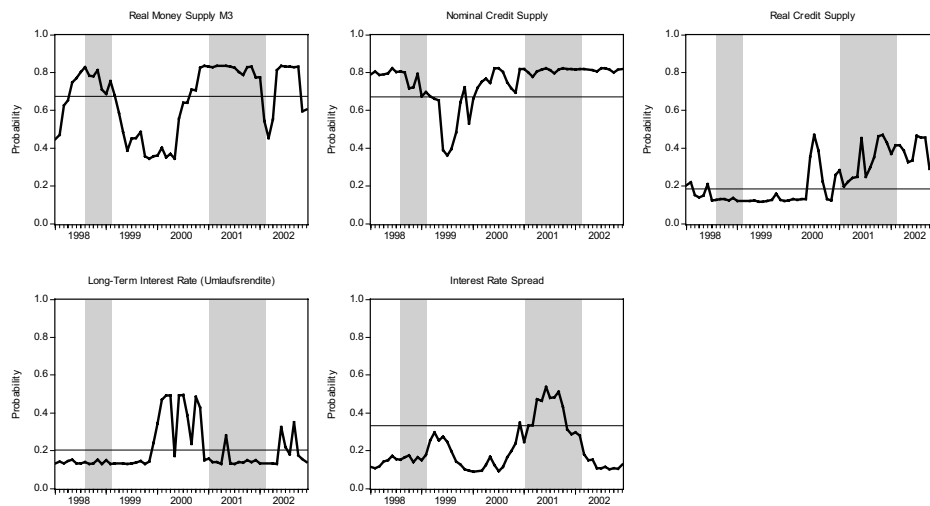 Real Money Supply M3
Nominal Credit Supply
Real Credit Supply
Probability
1.0
0.8
0.6
0.4
0.2
0.0
1998 1999 2000 2001 2002
Probability
1.0
0.8
0.6
0.4
0.2
0.0
1998 1999 2000 2001 2002
Probability
1.0
0.8
0.6
0.4
0.2
0.0
1998 1999 2000 2001 2002
Long-Term Interest Rate (Umlaufsrendite)
Interest Rate Spread
Probability
1.0
0.8
0.6
0.4
0.2
0.0
1998 1999 2000 2001 2002
Probability
1.0
0.8
0.6
0.4
0.2
0.0
1998 1999 2000 2001 2002